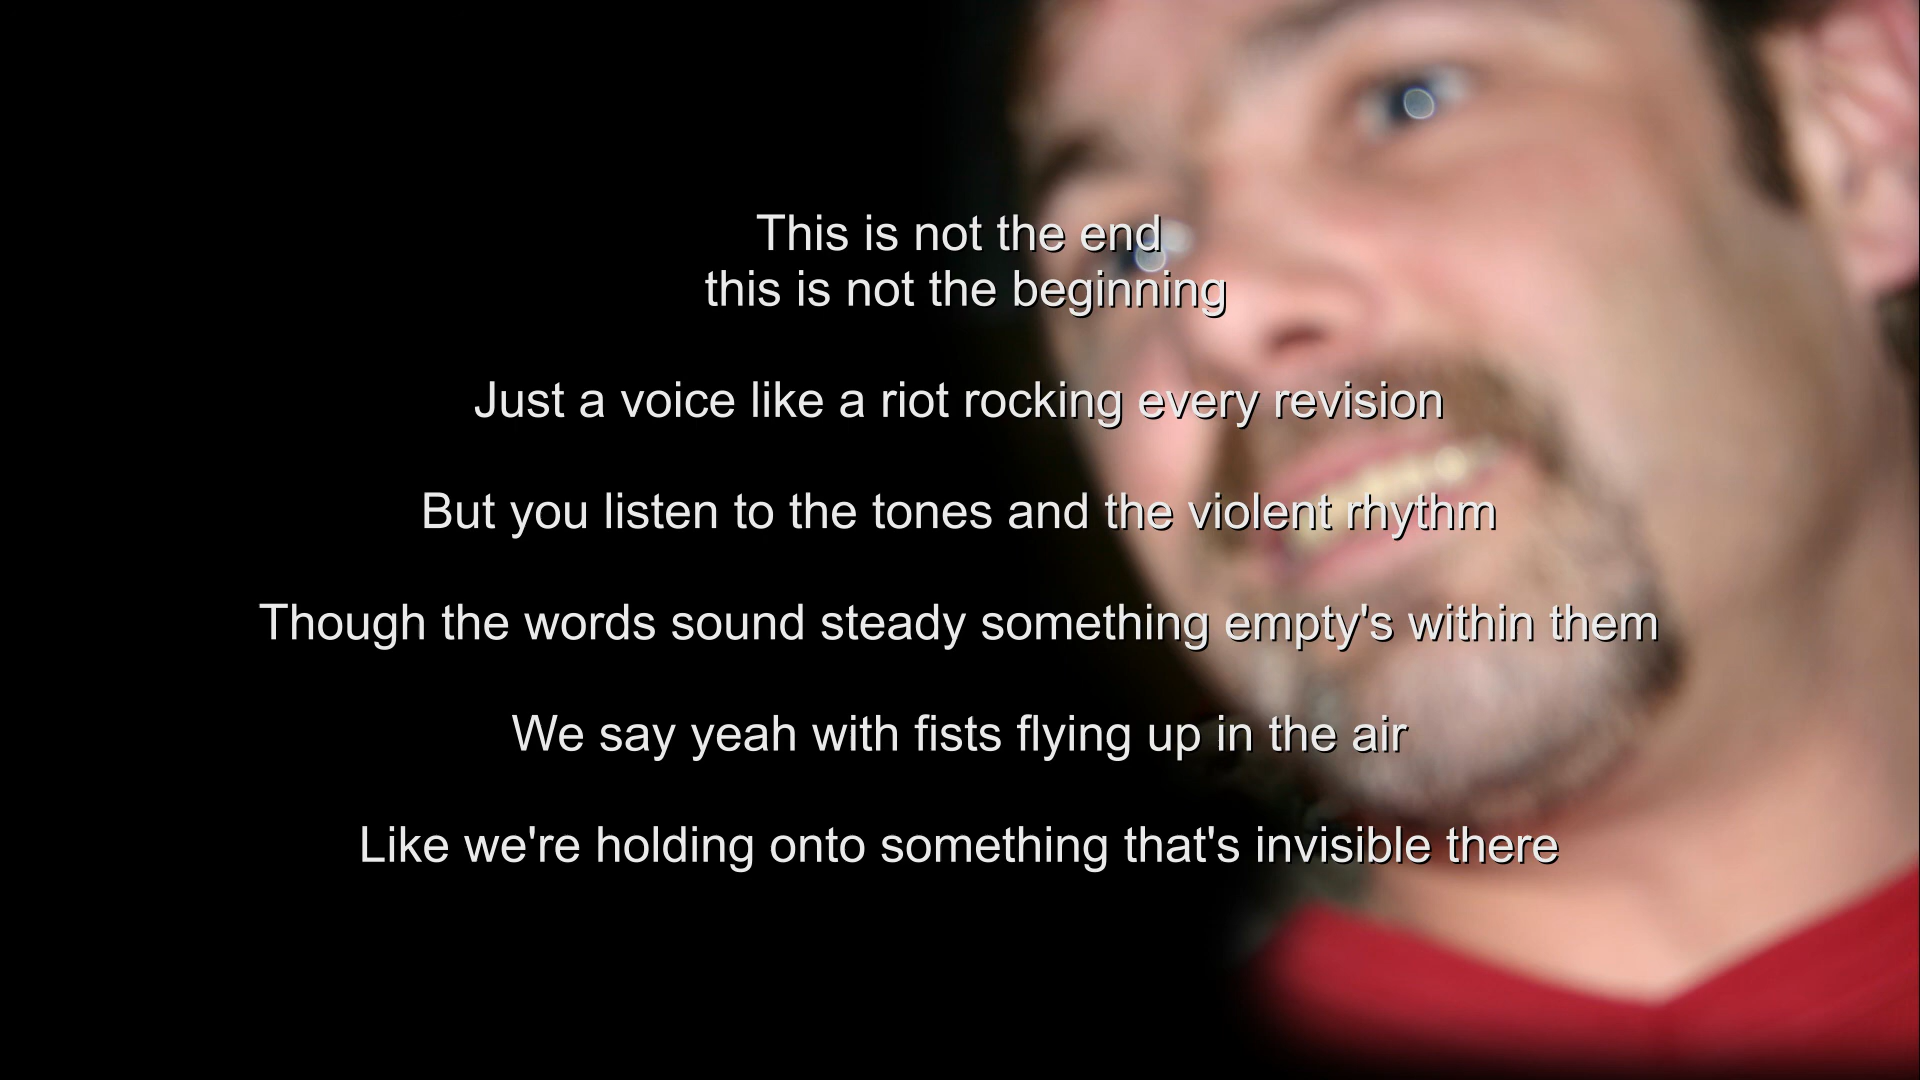 This is not the end
this is not the beginning
Just a voice like a riot rocking every revision
But you listen to the tones and the violent rhythm
Though the words sound steady something empty's within them
We say yeah with fists flying up in the air
Like we're holding onto something that's invisible there